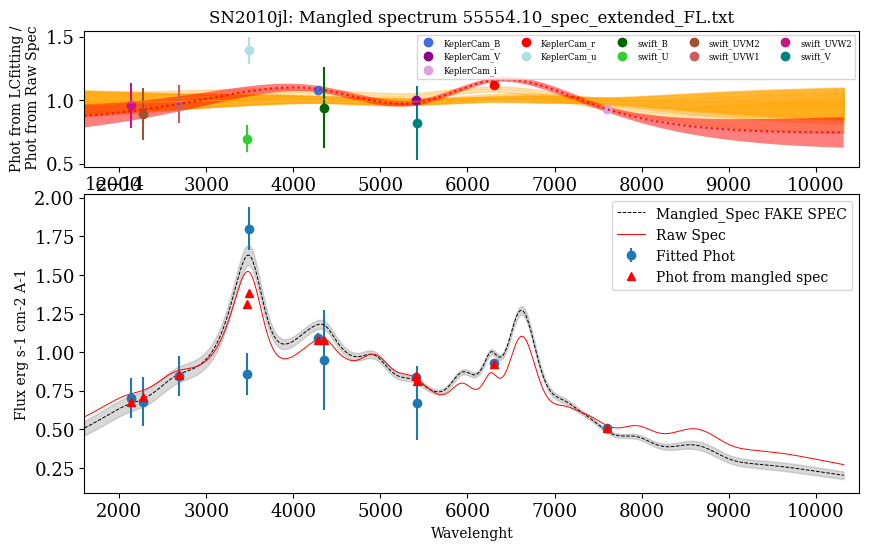 SN2010jl: Mangled spectrum 55554.10_spec_extended_FL.txt
Phot from LCfitting /
Phot from Raw Spec
1.5
1.0
0.5
KeplerCam_B KeplerCam_r swift_B swift_UVM2 swift_UVW2
KeplerCam_V KeplerCam_u swift_U swift_UVW1 swift_V
KeplerCam_i
2000 3000 4000 5000 6000 7000 8000 9000 10000
1e−14
Flux erg s-1 cm-2 A-1
2.00
1.75
1.50
1.25
1.00
0.75
0.50
0.25
Mangled_Spec FAKE SPEC
Raw Spec
Fitted Phot
Phot from mangled spec
2000 3000 4000 5000 6000 7000 8000 9000 10000
Wavelenght